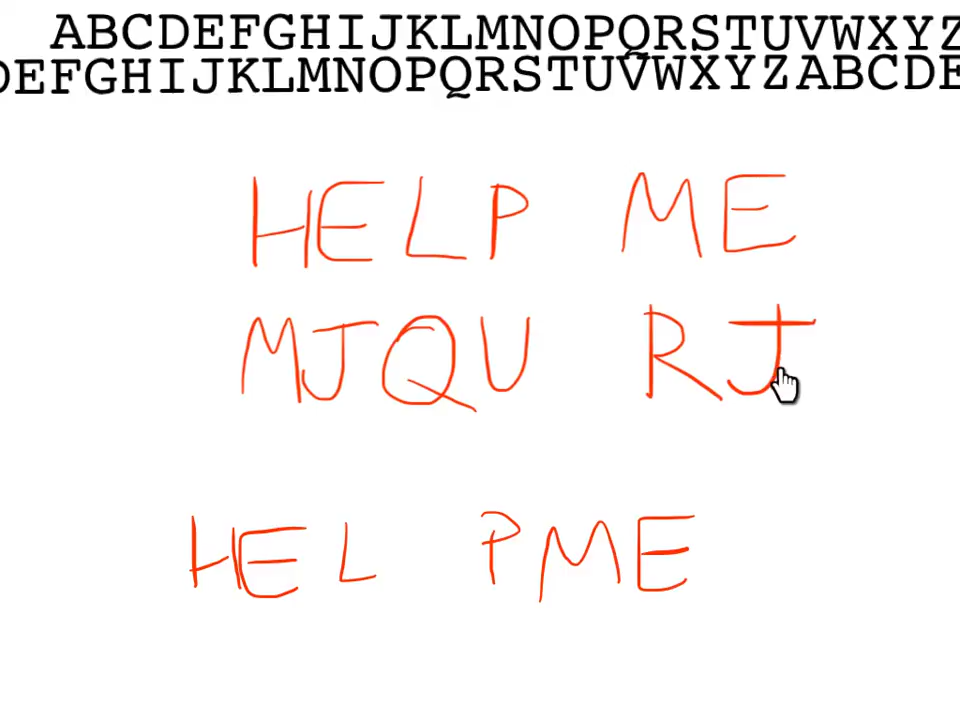 ABCDEFGHIJKLMNOPQRSTUVWXYZ
DEFGHIJKLMNOPQRSTUVWXYZABCDE
HELP ME
MJQU RJ
HEL PME